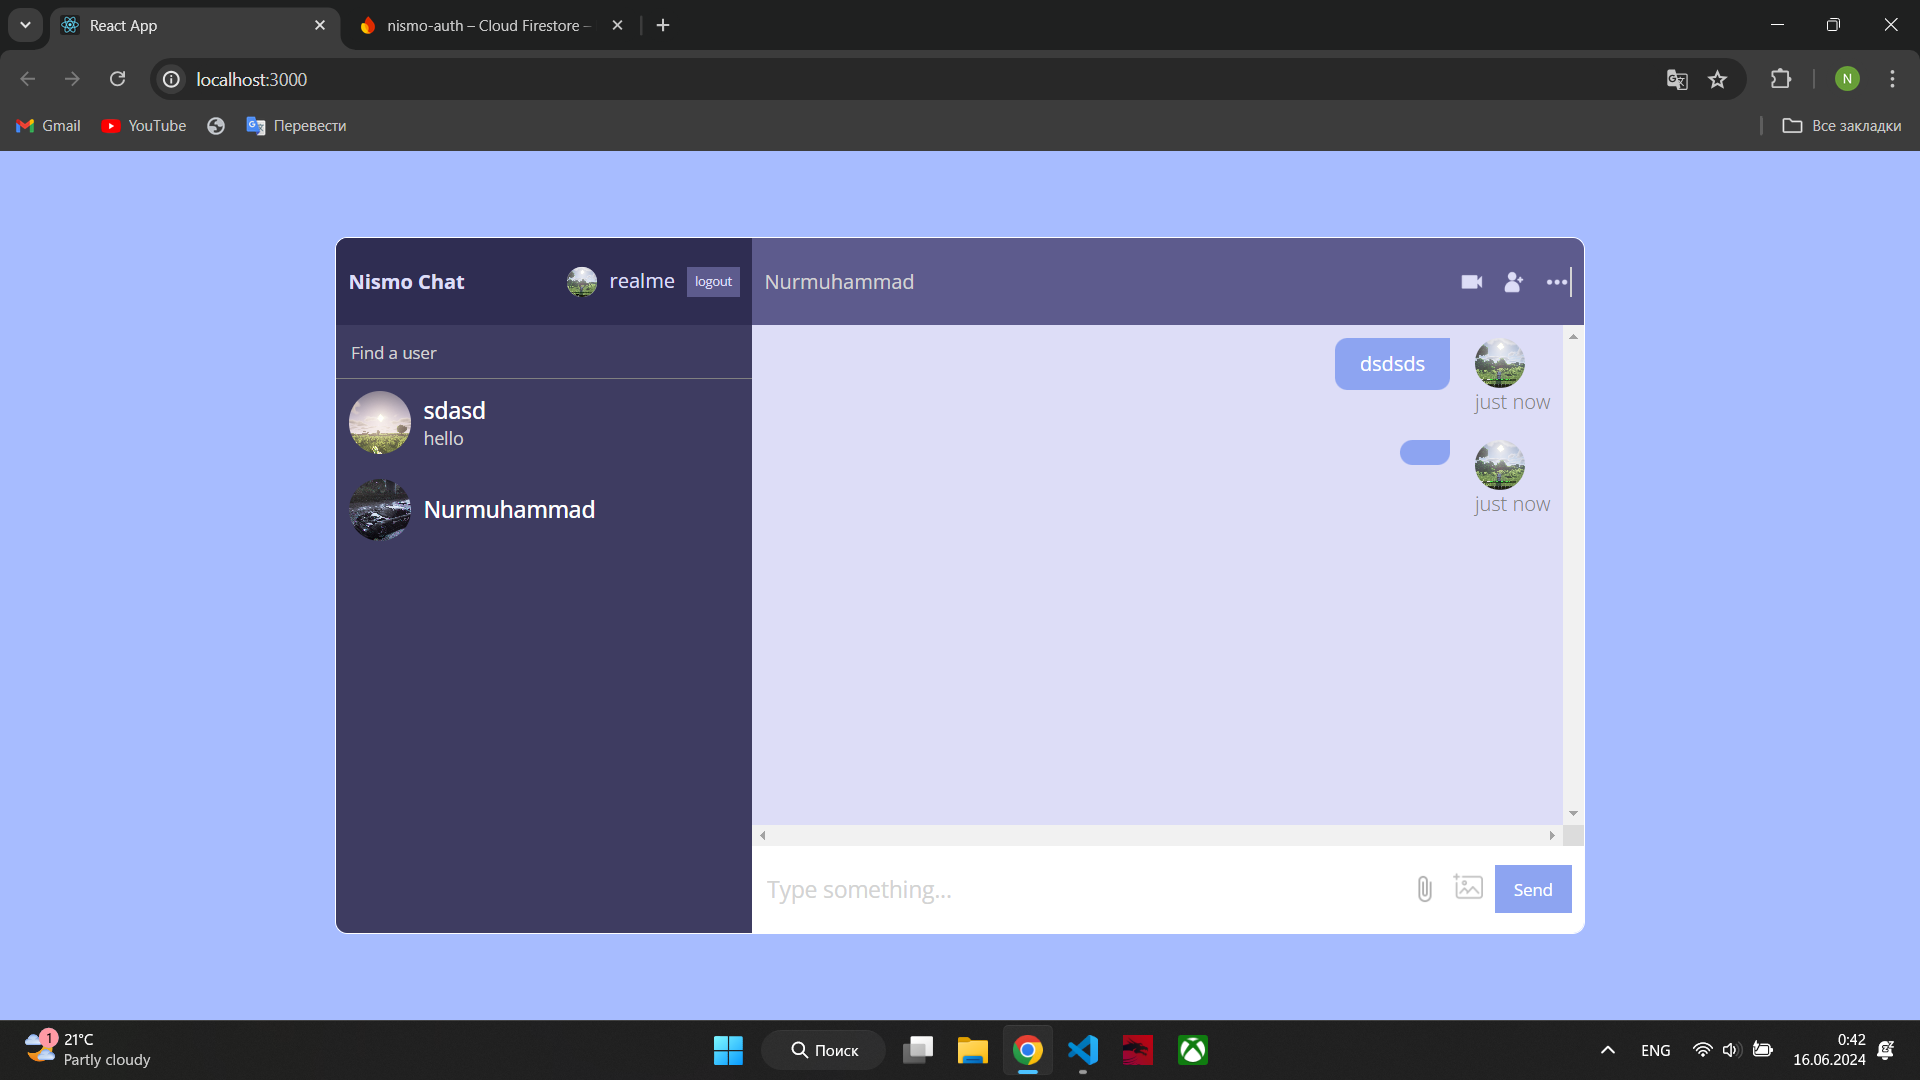 React App
nismo-auth – Cloud Firestore –
localhost:3000
N
Gmail
YouTube
Перевести
Все закладки
Nismo Chat
realme
logout
Nurmuhammad
Find a user
sdasd
hello
Nurmuhammad
dsdsds
just now
just now
Type something...
Send
1
21°C
Partly cloudy
Поиск
ENG
0:42
16.06.2024